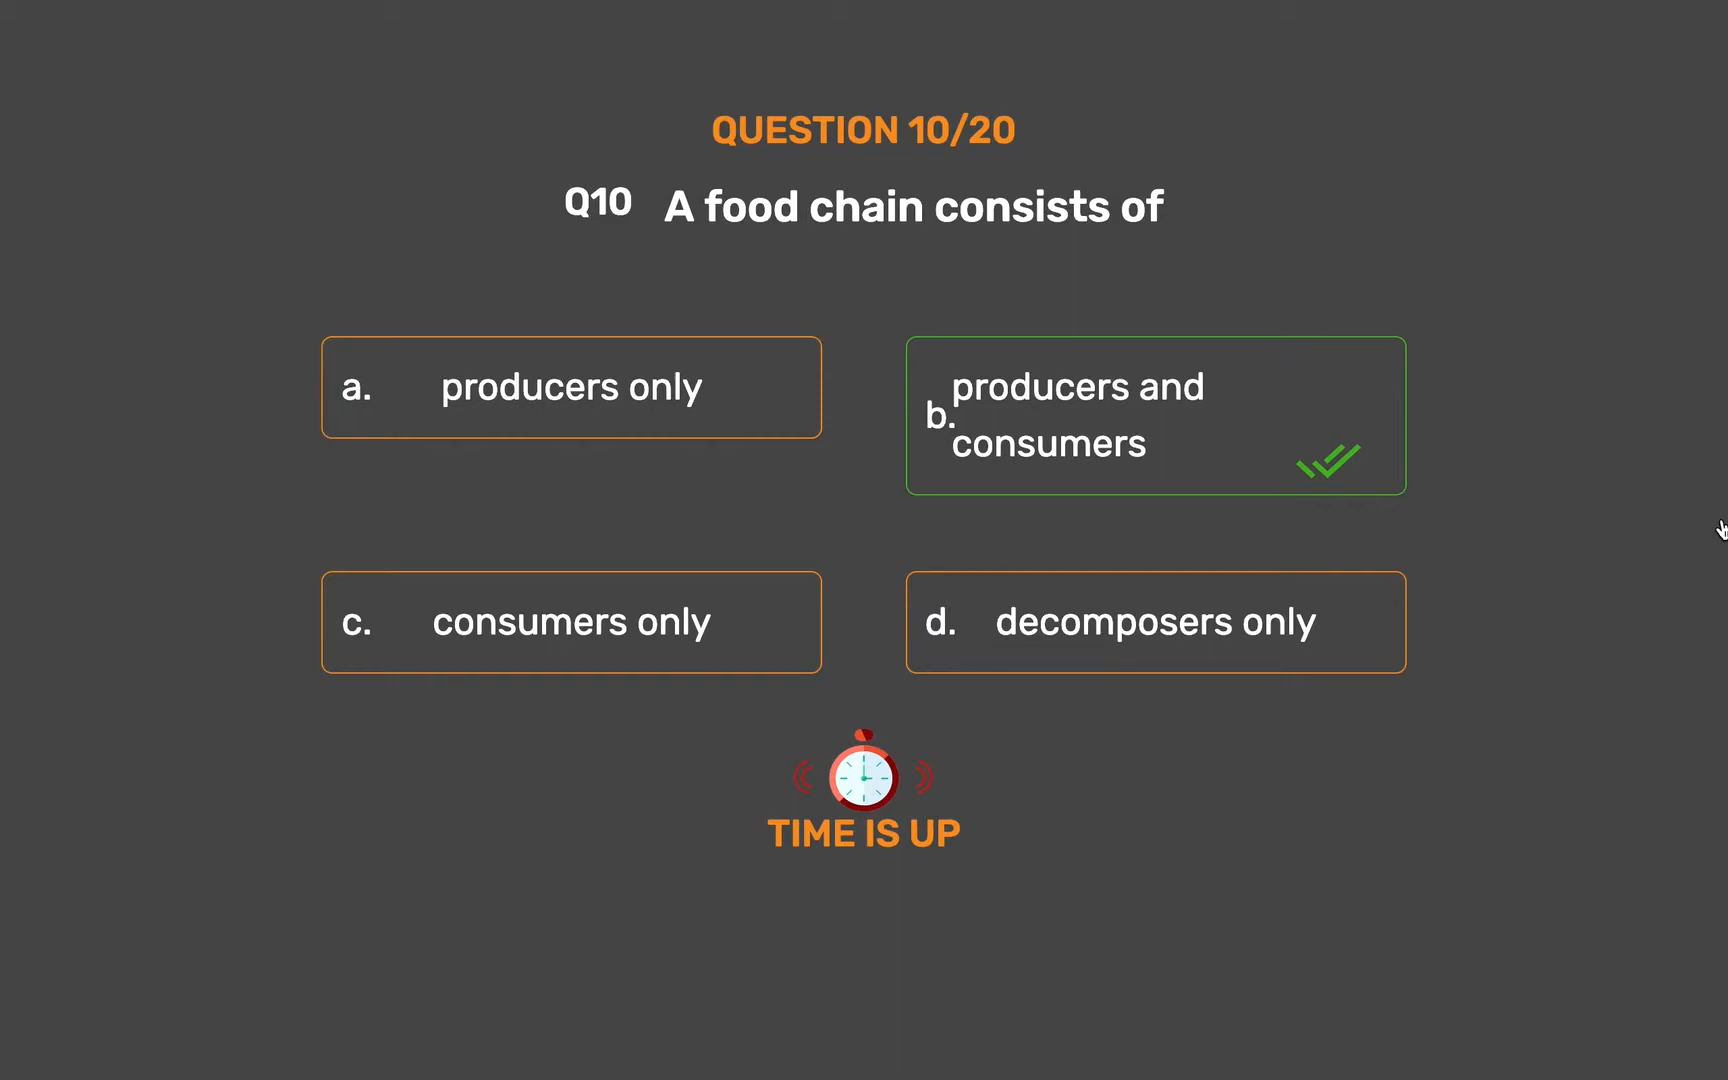 QUESTION 10/20
Q10 A food chain consists of
a. producers only
b. producers and
consumers
c. consumers only
d. decomposers only
TIME IS UP